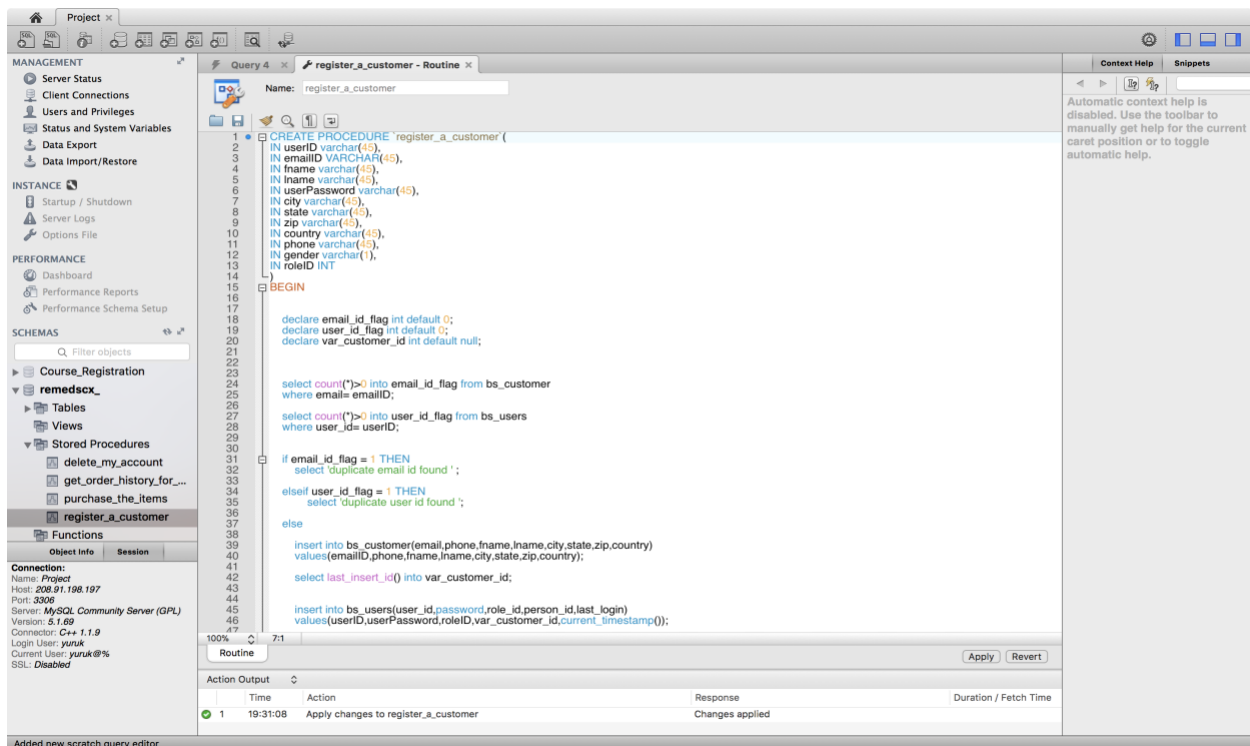 Project ×
MANAGEMENT
Server Status
Client Connections
Users and Privileges
Status and System Variables
Data Export
Data Import/Restore
INSTANCE
Startup / Shutdown
Server Logs
Options File
PERFORMANCE
Dashboard
Performance Reports
Performance Schema Setup
SCHEMAS
Filter objects
Course_Registration
remedscx_
Tables
Views
Stored Procedures
delete_my_account
get_order_history_for_...
purchase_the_items
register_a_customer
Functions
Object Info Session
Connection:
Name: Project
Host: 208.91.198.197
Port: 3306
Server: MySQL Community Server (GPL)
Version: 5.1.69
Connector: C++ 1.1.9
Login User: yuruk
Current User: yuruk@%
SSL: Disabled
Query 4 × register_a_customer - Routine ×
Name: register_a_customer
1 CREATE PROCEDURE `register_a_customer`(
2 IN userID varchar(45),
3 IN emailID VARCHAR(45),
4 IN fname varchar(45),
5 IN lname varchar(45),
6 IN userPassword varchar(45),
7 IN city varchar(45),
8 IN state varchar(45),
9 IN zip varchar(45),
10 IN country varchar(45),
11 IN phone varchar(45),
12 IN gender varchar(1),
13 IN roleID INT
14 )
15 BEGIN
16
17
18 declare email_id_flag int default 0;
19 declare user_id_flag int default 0;
20 declare var_customer_id int default null;
21
22
23
24 select count(*)>0 into email_id_flag from bs_customer
25 where email= emailID;
26
27 select count(*)>0 into user_id_flag from bs_users
28 where user_id= userID;
29
30
31 if email_id_flag = 1 THEN
32 select 'duplicate email id found ' ;
33
34 elseif user_id_flag = 1 THEN
35 select 'duplicate user id found ';
36
37 else
38
39 insert into bs_customer(email,phone,fname,lname,city,state,zip,country)
40 values(emailID,phone,fname,lname,city,state,zip,country);
41
42 select last_insert_id() into var_customer_id;
43
44
45 insert into bs_users(user_id,password,role_id,person_id,last_login)
46 values(userID,userPassword,roleID,var_customer_id,current_timestamp());
47
100% 7:1
Routine
Apply Revert
Action Output
Time Action Response Duration / Fetch Time
1 19:31:08 Apply changes to register_a_customer Changes applied
Context Help Snippets
Automatic context help is
disabled. Use the toolbar to
manually get help for the current
caret position or to toggle
automatic help.
Added new scratch query editor